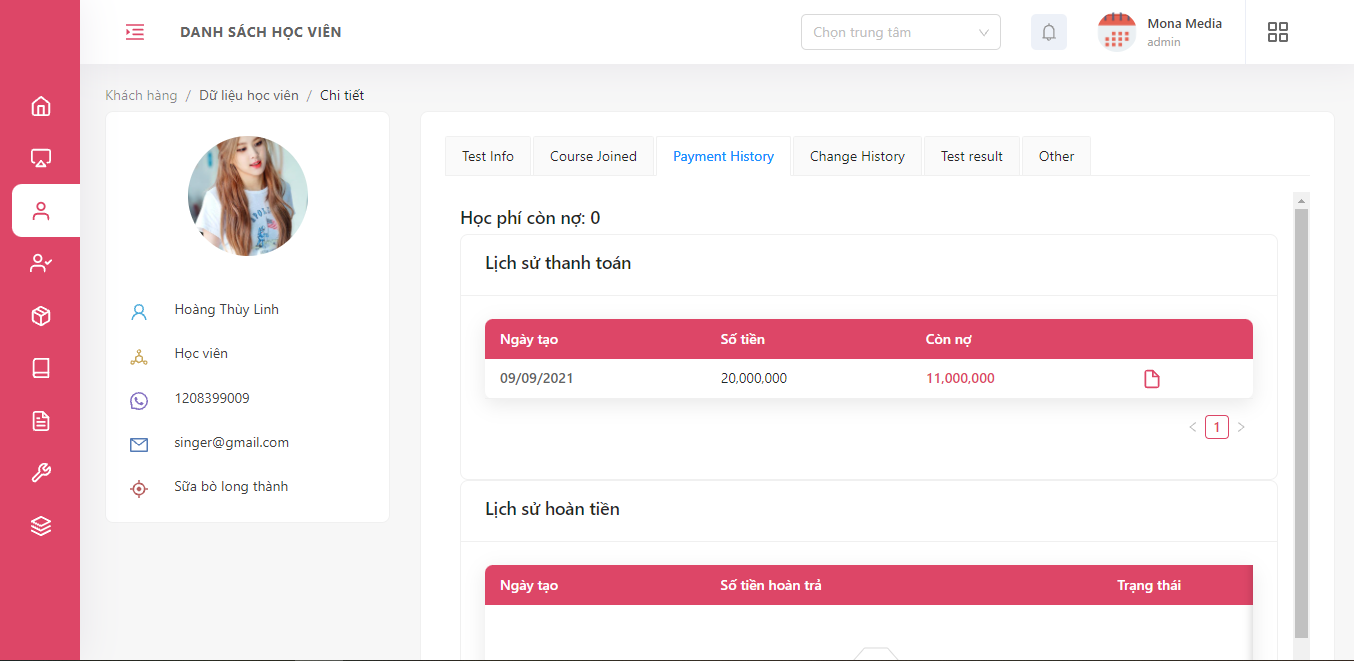 DANH SÁCH HỌC VIÊN
Chọn trung tâm
Mona Media
admin
Khách hàng / Dữ liệu học viên / Chi tiết
Hoàng Thùy Linh
Học viên
1208399009
singer@gmail.com
Sữa bò long thành
Test Info Course Joined Payment History Change History Test result Other
Học phí còn nợ: 0
Lịch sử thanh toán
Ngày tạo Số tiền Còn nợ
09/09/2021 20,000,000 11,000,000
< 1 >
Lịch sử hoàn tiền
Ngày tạo Số tiền hoàn trả Trạng thái